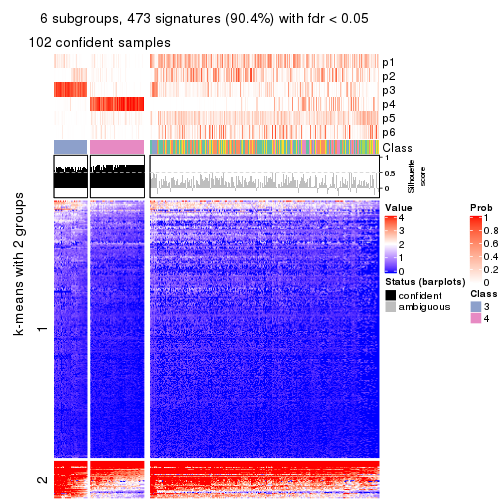 6 subgroups, 473 signatures (90.4%) with fdr < 0.05
102 confident samples
p1
p2
p3
p4
p5
p6
Class
1
0.5
0
Silhouette
score
k-means with 2 groups
1
2
Value
4
3
2
1
0
Prob
1
0.8
0.6
0.4
0.2
0
Status (barplots)
confident
ambiguous
Class
3
4